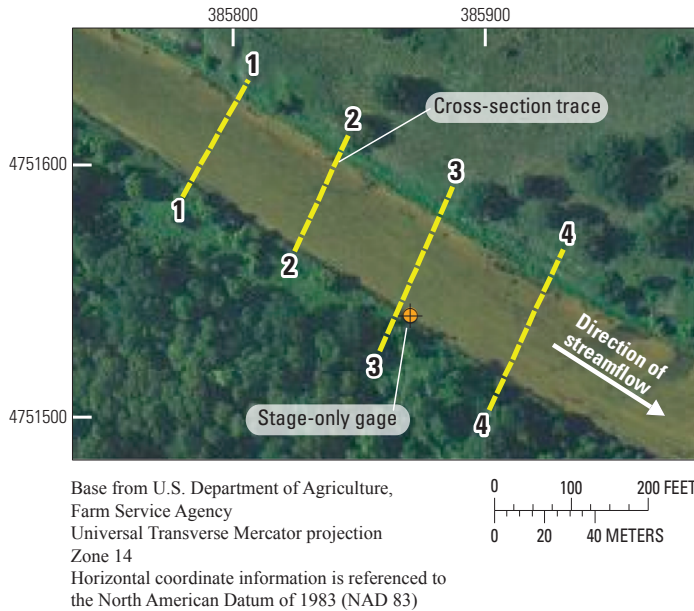 385800 385900
1
2
Cross-section trace
4751600
3
1
4
2
Direction of
streamflow
3
Stage-only gage
4751500
4
Base from U.S. Department of Agriculture,
Farm Service Agency
Universal Transverse Mercator projection
Zone 14
Horizontal coordinate information is referenced to
the North American Datum of 1983 (NAD 83)
0 100 200 FEET
0 20 40 METERS